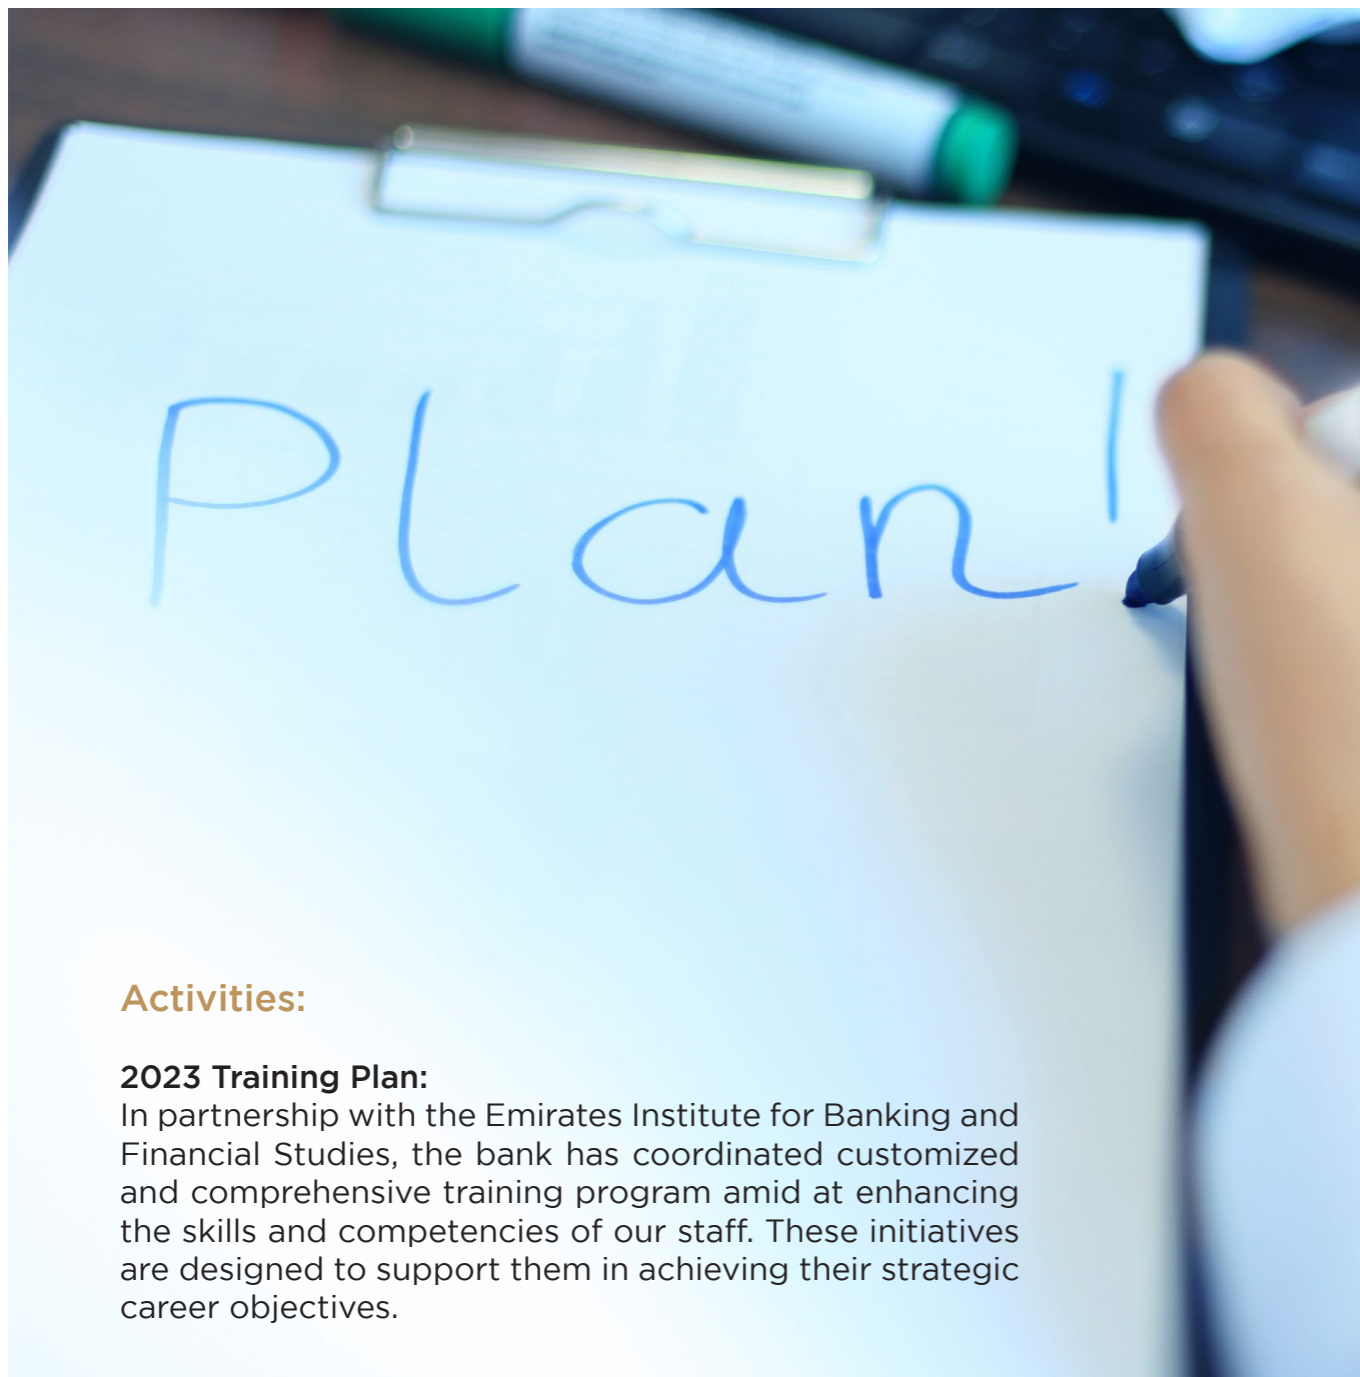 Plan!
Activities:
2023 Training Plan:
In partnership with the Emirates Institute for Banking and
Financial Studies, the bank has coordinated customized
and comprehensive training program amid at enhancing
the skills and competencies of our staff. These initiatives
are designed to support them in achieving their strategic
career objectives.